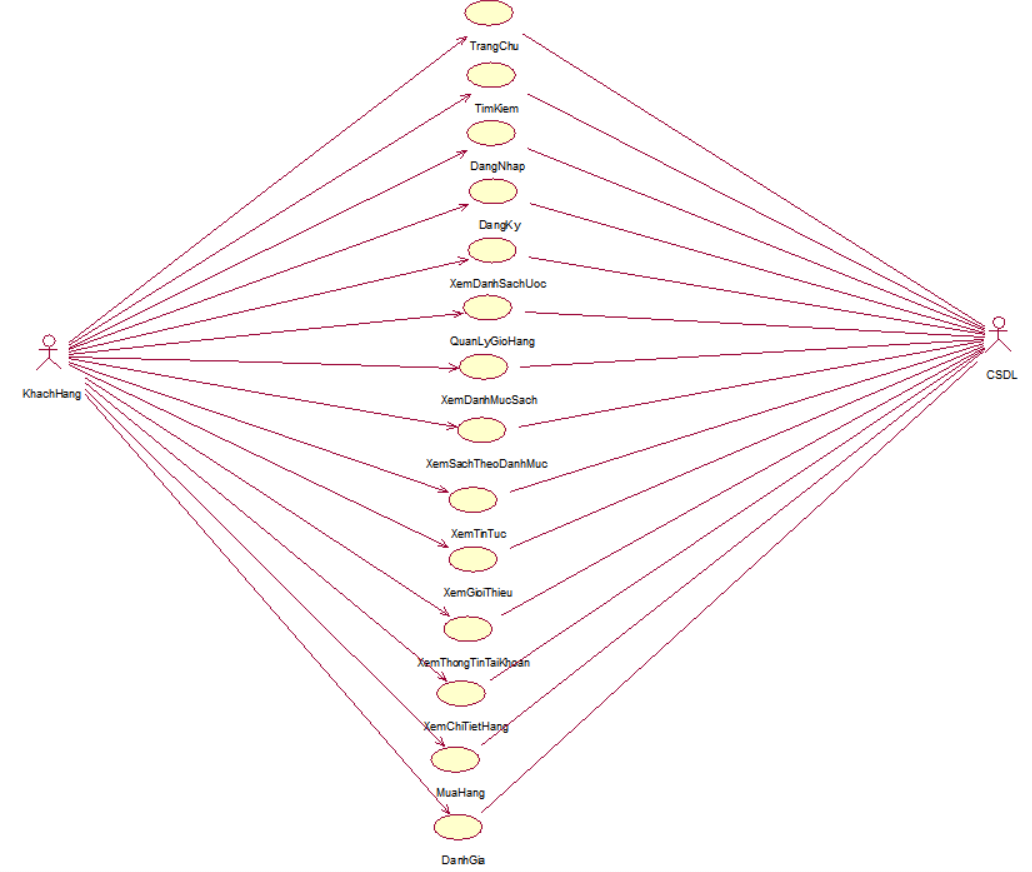 TrangChu
TimKiem
DangNhap
DangKy
XemDanhSachUoc
QuanLyGioHang
XemDanhMucSach
XemSachTheoDanhMuc
XemTinTuc
XemGioiThieu
XemThongTinTaiKhoan
XemChiTietHang
MuaHang
DanhGia
KhachHang
CSDL